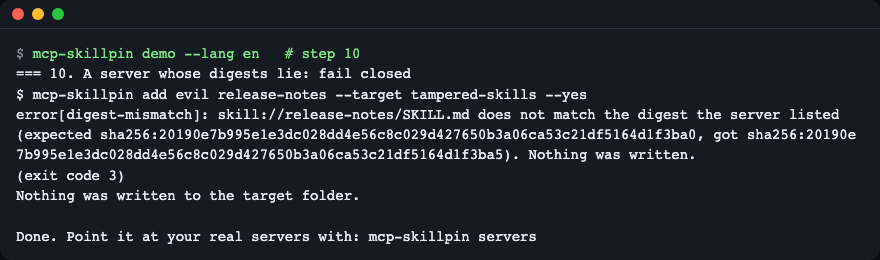 $ mcp-skillpin demo --lang en   # step 10
=== 10. A server whose digests lie: fail closed
$ mcp-skillpin add evil release-notes --target tampered-skills --yes
error[digest-mismatch]: skill://release-notes/SKILL.md does not match the digest the server listed
(expected sha256:20190e7b995e1e3dc028dd4e56c8c029d427650b3a06ca53c21df5164d1f3ba0, got sha256:20190e
7b995e1e3dc028dd4e56c8c029d427650b3a06ca53c21df5164d1f3ba5). Nothing was written.
(exit code 3)
Nothing was written to the target folder.
Done. Point it at your real servers with: mcp-skillpin servers